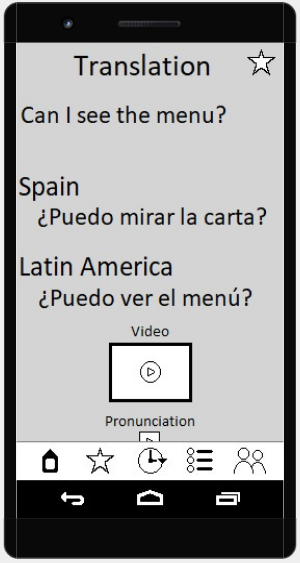 Translation
Can I see the menu?
Spain
¿Puedo mirar la carta?
Latin America
¿Puedo ver el menú?
Video
Pronunciation